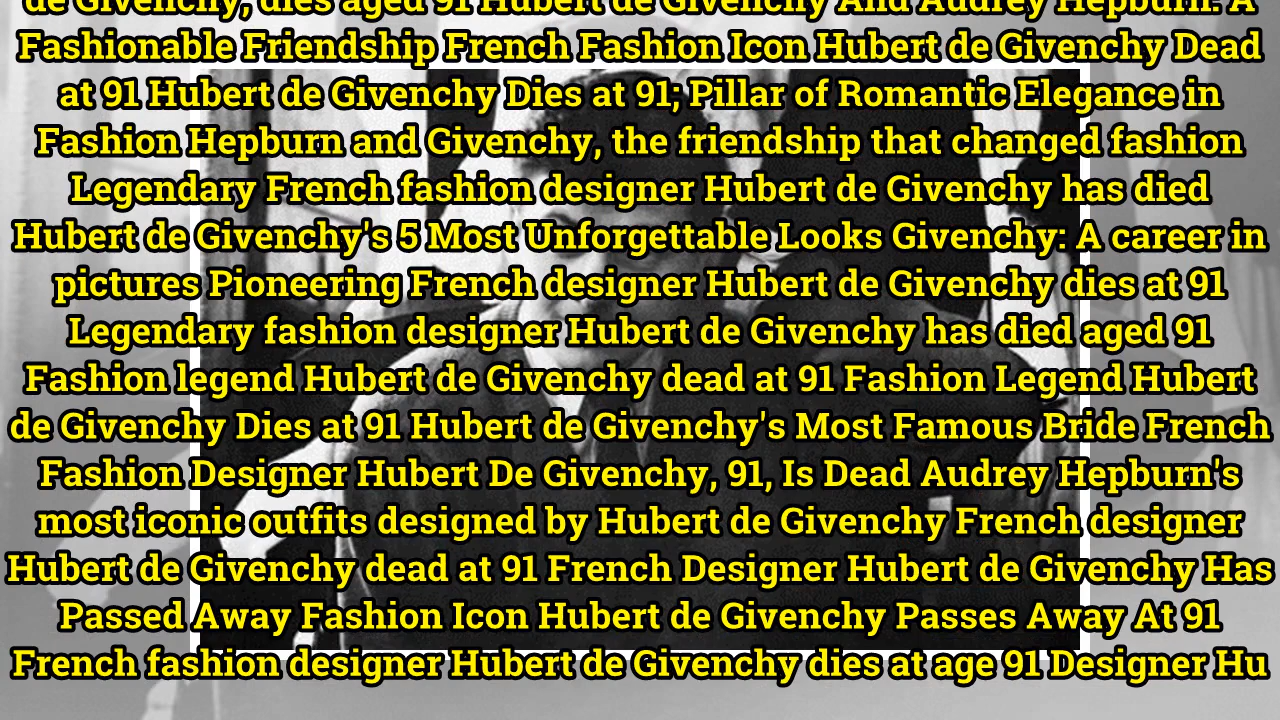 de Givenchy, dies aged 91 Hubert de Givenchy And Audrey Hepburn: A
Fashionable Friendship French Fashion Icon Hubert de Givenchy Dead
at 91 Hubert de Givenchy Dies at 91; Pillar of Romantic Elegance in
Fashion Hepburn and Givenchy, the friendship that changed fashion
Legendary French fashion designer Hubert de Givenchy has died
Hubert de Givenchy's 5 Most Unforgettable Looks Givenchy: A career in
pictures Pioneering French designer Hubert de Givenchy dies at 91
Legendary fashion designer Hubert de Givenchy has died aged 91
Fashion legend Hubert de Givenchy dead at 91 Fashion Legend Hubert
de Givenchy Dies at 91 Hubert de Givenchy's Most Famous Bride French
Fashion Designer Hubert De Givenchy, 91, Is Dead Audrey Hepburn's
most iconic outfits designed by Hubert de Givenchy French designer
Hubert de Givenchy dead at 91 French Designer Hubert de Givenchy Has
Passed Away Fashion Icon Hubert de Givenchy Passes Away At 91
French fashion designer Hubert de Givenchy dies at age 91 Designer Hu